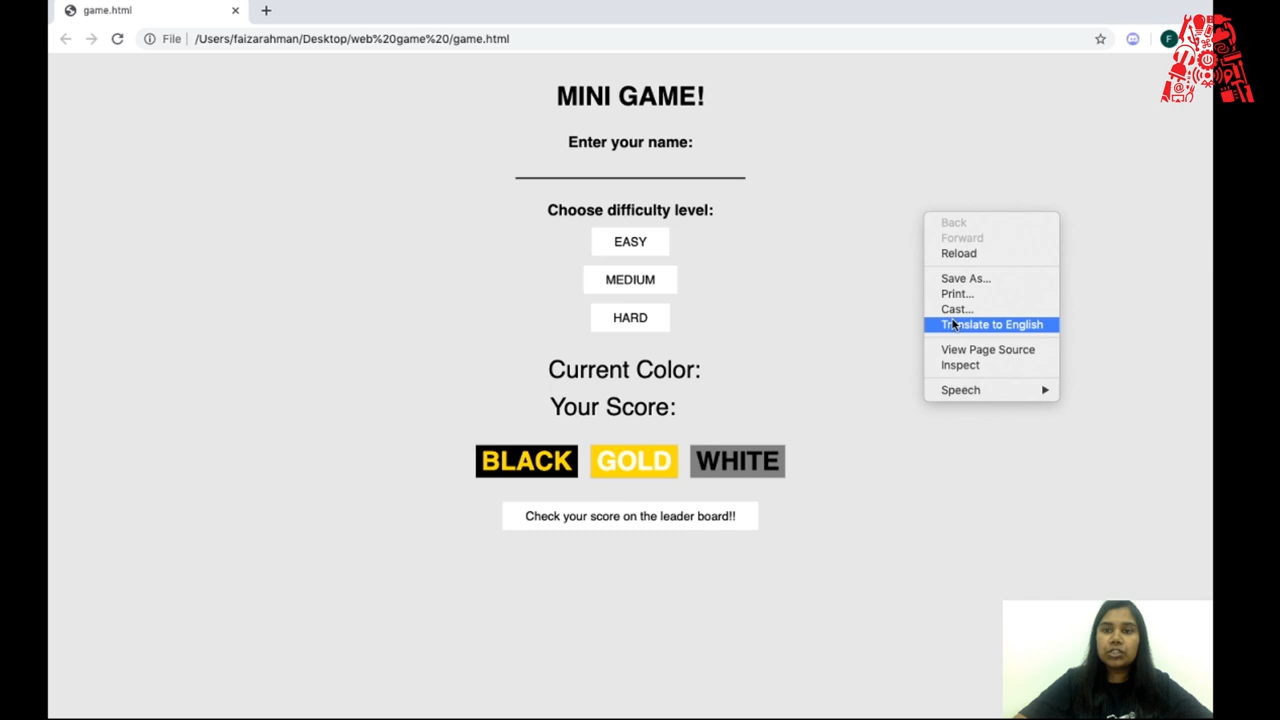 game.html
File
/Users/faizarahman/Desktop/web%20game%20/game.html
F
MINI GAME!
Enter your name:
Choose difficulty level:
EASY
MEDIUM
HARD
Current Color:
Your Score:
BLACK GOLD WHITE
Check your score on the leader board!!
Back
Forward
Reload
Save As...
Print...
Cast...
Translate to English
View Page Source
Inspect
Speech